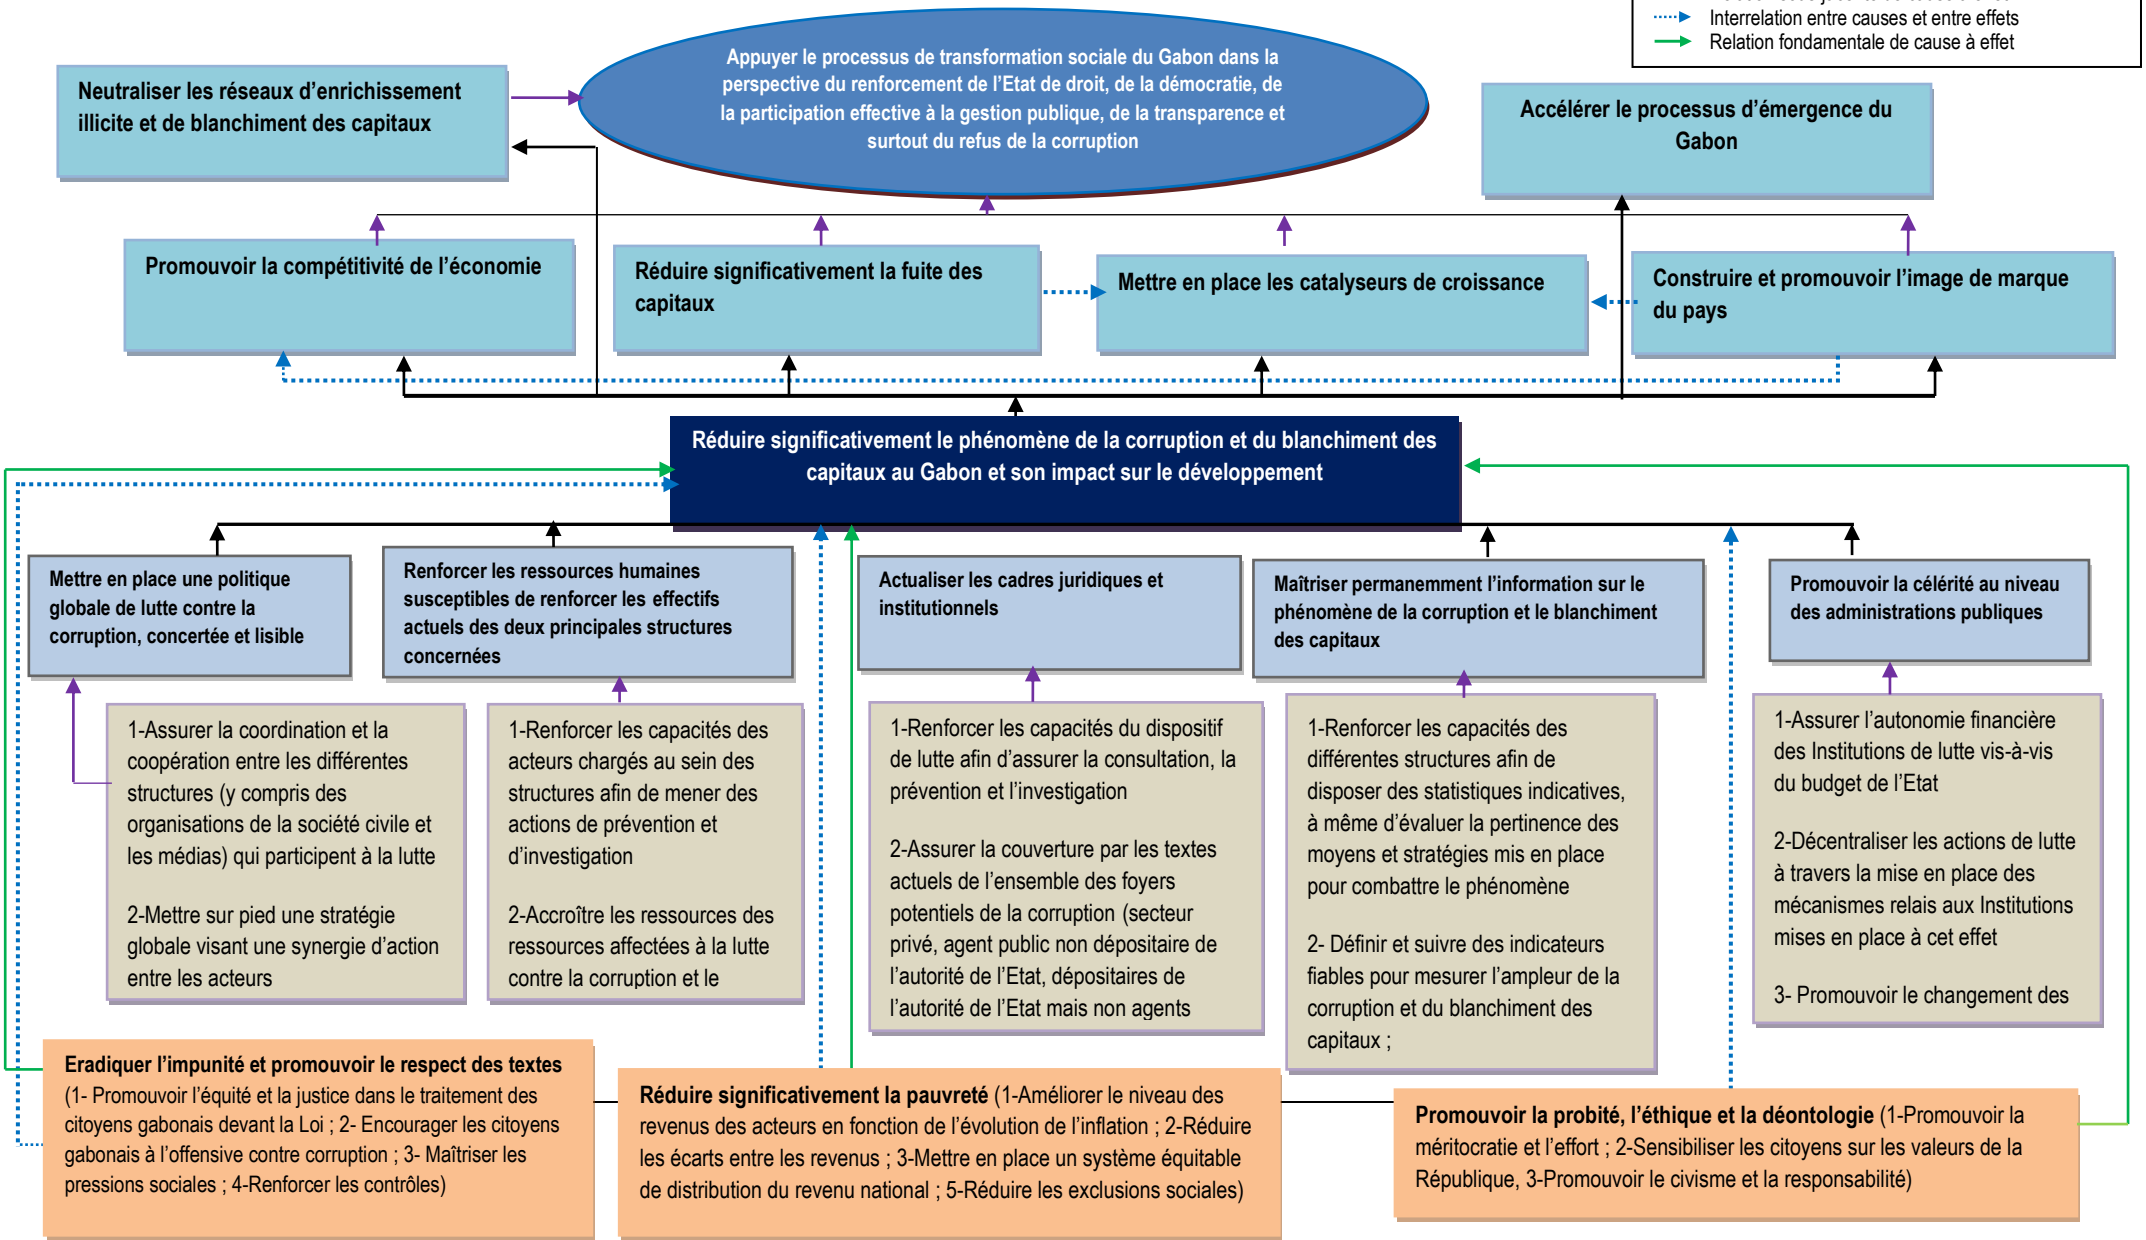 Interrelation entre causes et entre effets
Relation fondamentale de cause à effet
Appuyer le processus de transformation sociale du Gabon dans la
perspective du renforcement de l’Etat de droit, de la démocratie, de
la participation effective à la gestion publique, de la transparence et
surtout du refus de la corruption
Neutraliser les réseaux d’enrichissement
illicite et de blanchiment des capitaux
Accélérer le processus d’émergence du
Gabon
Promouvoir la compétitivité de l’économie
Réduire significativement la fuite des
capitaux
Mettre en place les catalyseurs de croissance
Construire et promouvoir l’image de marque
du pays
Réduire significativement le phénomène de la corruption et du blanchiment des
capitaux au Gabon et son impact sur le développement
Mettre en place une politique
globale de lutte contre la
corruption, concertée et lisible
Renforcer les ressources humaines
susceptibles de renforcer les effectifs
actuels des deux principales structures
concernées
Actualiser les cadres juridiques et
institutionnels
Maîtriser permanemment l’information sur le
phénomène de la corruption et le blanchiment
des capitaux
Promouvoir la célérité au niveau
des administrations publiques
1-Assurer la coordination et la
coopération entre les différentes
structures (y compris des
organisations de la société civile et
les médias) qui participent à la lutte
2-Mettre sur pied une stratégie
globale visant une synergie d’action
entre les acteurs
1-Renforcer les capacités des
acteurs chargés au sein des
structures afin de mener des
actions de prévention et
d’investigation
2-Accroître les ressources des
ressources affectées à la lutte
contre la corruption et le
1-Renforcer les capacités du dispositif
de lutte afin d’assurer la consultation, la
prévention et l’investigation
2-Assurer la couverture par les textes
actuels de l’ensemble des foyers
potentiels de la corruption (secteur
privé, agent public non dépositaire de
l’autorité de l’Etat, dépositaires de
l’autorité de l’Etat mais non agents
1-Renforcer les capacités des
différentes structures afin de
disposer des statistiques indicatives,
à même d’évaluer la pertinence des
moyens et stratégies mis en place
pour combattre le phénomène
2- Définir et suivre des indicateurs
fiables pour mesurer l’ampleur de la
corruption et du blanchiment des
capitaux ;
1-Assurer l’autonomie financière
des Institutions de lutte vis-à-vis
du budget de l’Etat
2-Décentraliser les actions de lutte
à travers la mise en place des
mécanismes relais aux Institutions
mises en place à cet effet
3- Promouvoir le changement des
Eradiquer l’impunité et promouvoir le respect des textes
(1- Promouvoir l’équité et la justice dans le traitement des
citoyens gabonais devant la Loi ; 2- Encourager les citoyens
gabonais à l’offensive contre corruption ; 3- Maîtriser les
pressions sociales ; 4-Renforcer les contrôles)
Réduire significativement la pauvreté (1-Améliorer le niveau des
revenus des acteurs en fonction de l’évolution de l’inflation ; 2-Réduire
les écarts entre les revenus ; 3-Mettre en place un système équitable
de distribution du revenu national ; 5-Réduire les exclusions sociales)
Promouvoir la probité, l’éthique et la déontologie (1-Promouvoir la
méritocratie et l’effort ; 2-Sensibiliser les citoyens sur les valeurs de la
République, 3-Promouvoir le civisme et la responsabilité)